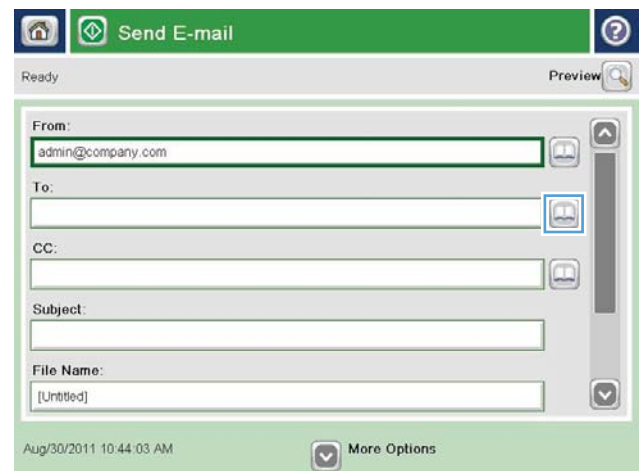 Send E-mail
?
Ready
Preview
From:
admin@company.com
To:
CC:
Subject:
File Name:
[Untitled]
Aug/30/2011 10:44:03 AM
More Options